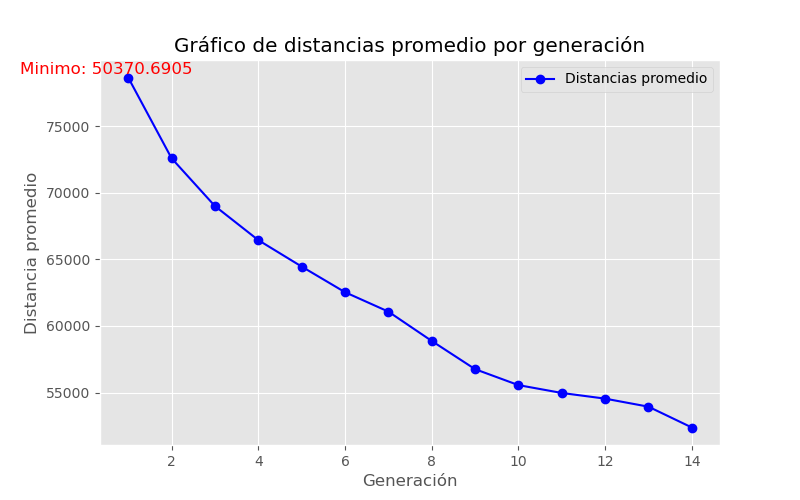 Gráfico de distancias promedio por generación
Minimo: 50370.6905
Distancias promedio
75000
70000
65000
60000
55000
Distancia promedio
2 4 6 8 10 12 14
Generación